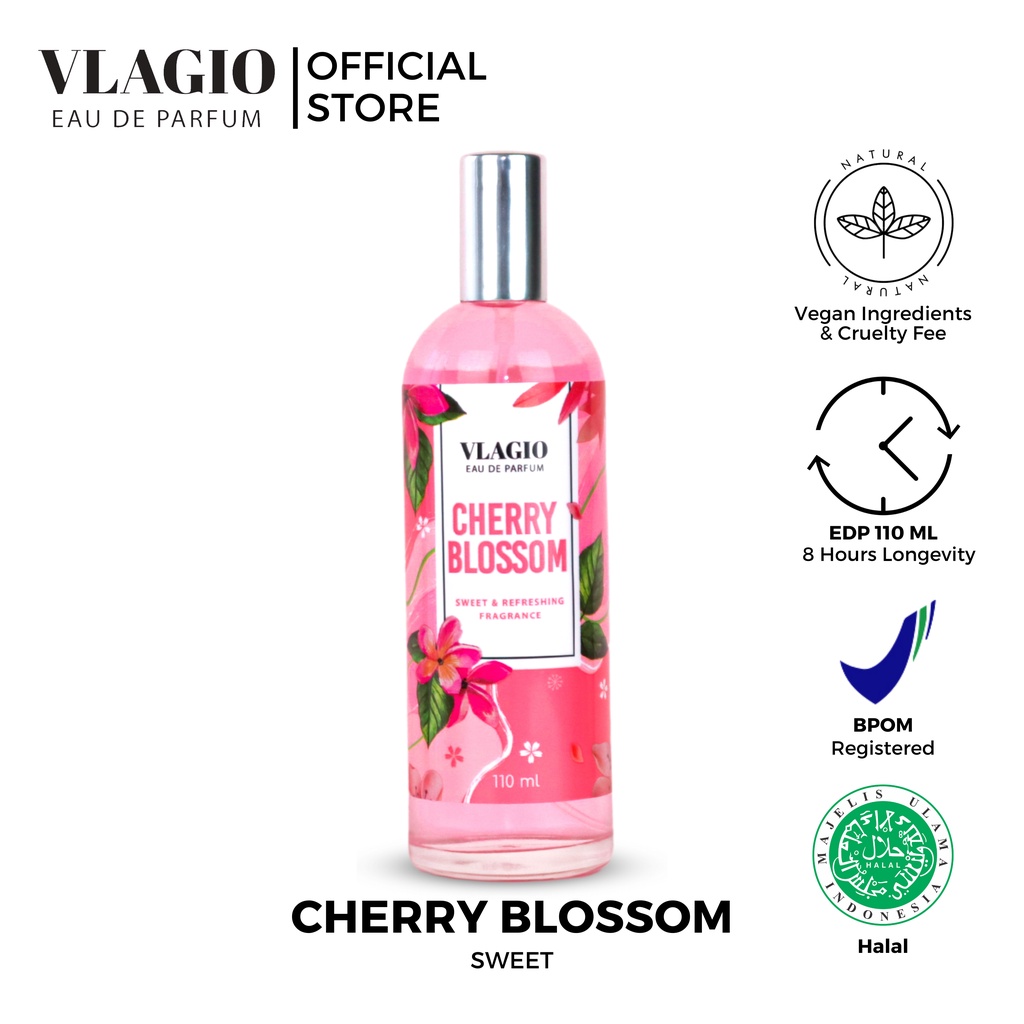 VLAGIO
EAU DE PARFUM
OFFICIAL
STORE
VLAGIO
EAU DE PARFUM
CHERRY
BLOSSOM
SWEET & REFRESHING
FRAGRANCE
110 ml
CHERRY BLOSSOM
SWEET
NATURAL
NATURAL
Vegan Ingredients
& Cruelty Fee
EDP 110 ML
8 Hours Longevity
BPOM
Registered
MAJELIS ULAMA INDONESIA
حلال
HALAL
Halal